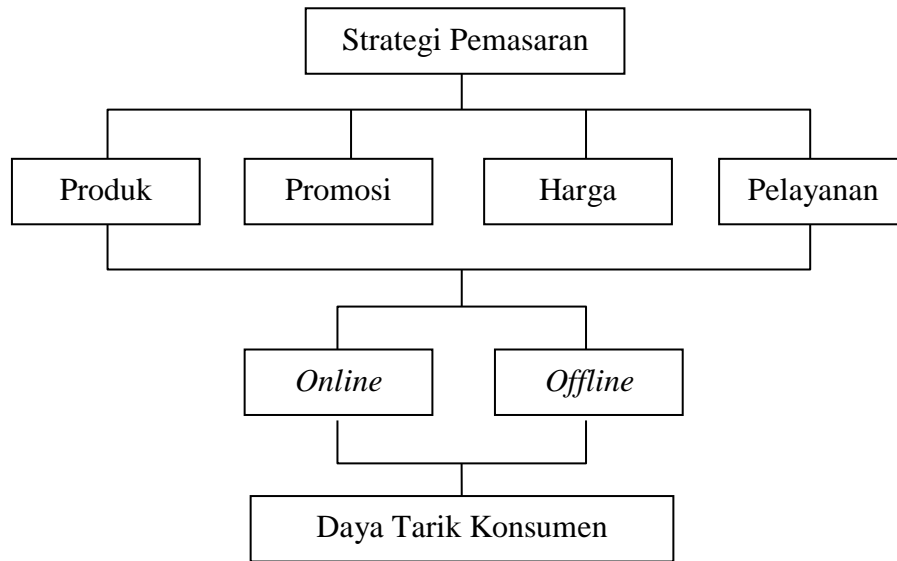 Strategi Pemasaran
Produk
Promosi
Harga
Pelayanan
Online
Offline
Daya Tarik Konsumen